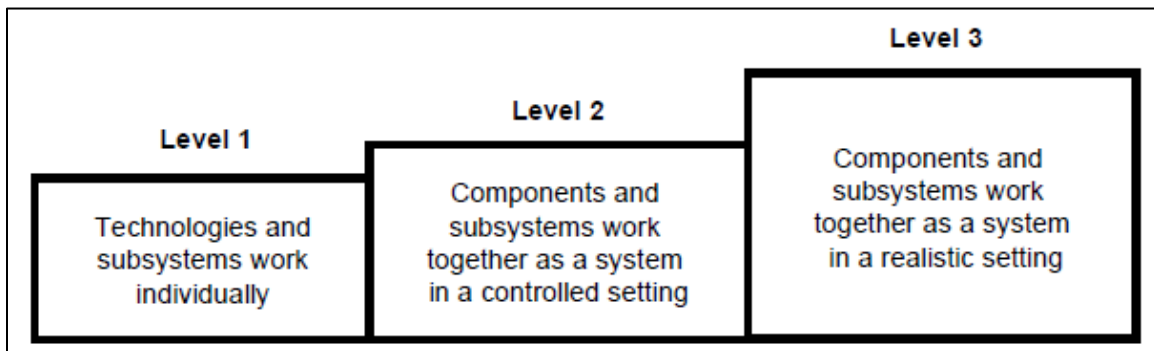 Level 1
Technologies and
subsystems work
individually
Level 2
Components and
subsystems work
together as a system
in a controlled setting
Level 3
Components and
subsystems work
together as a system
in a realistic setting